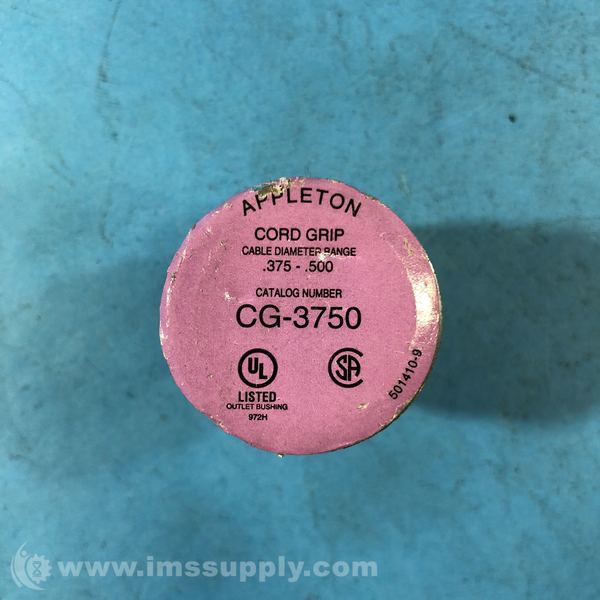 APPLETON
CORD GRIP
CABLE DIAMETER RANGE
.375 - .500
CATALOG NUMBER
CG-3750
UL
SA
LISTED
OUTLET BUSHING
972H
501410-9
www.imssupply.com